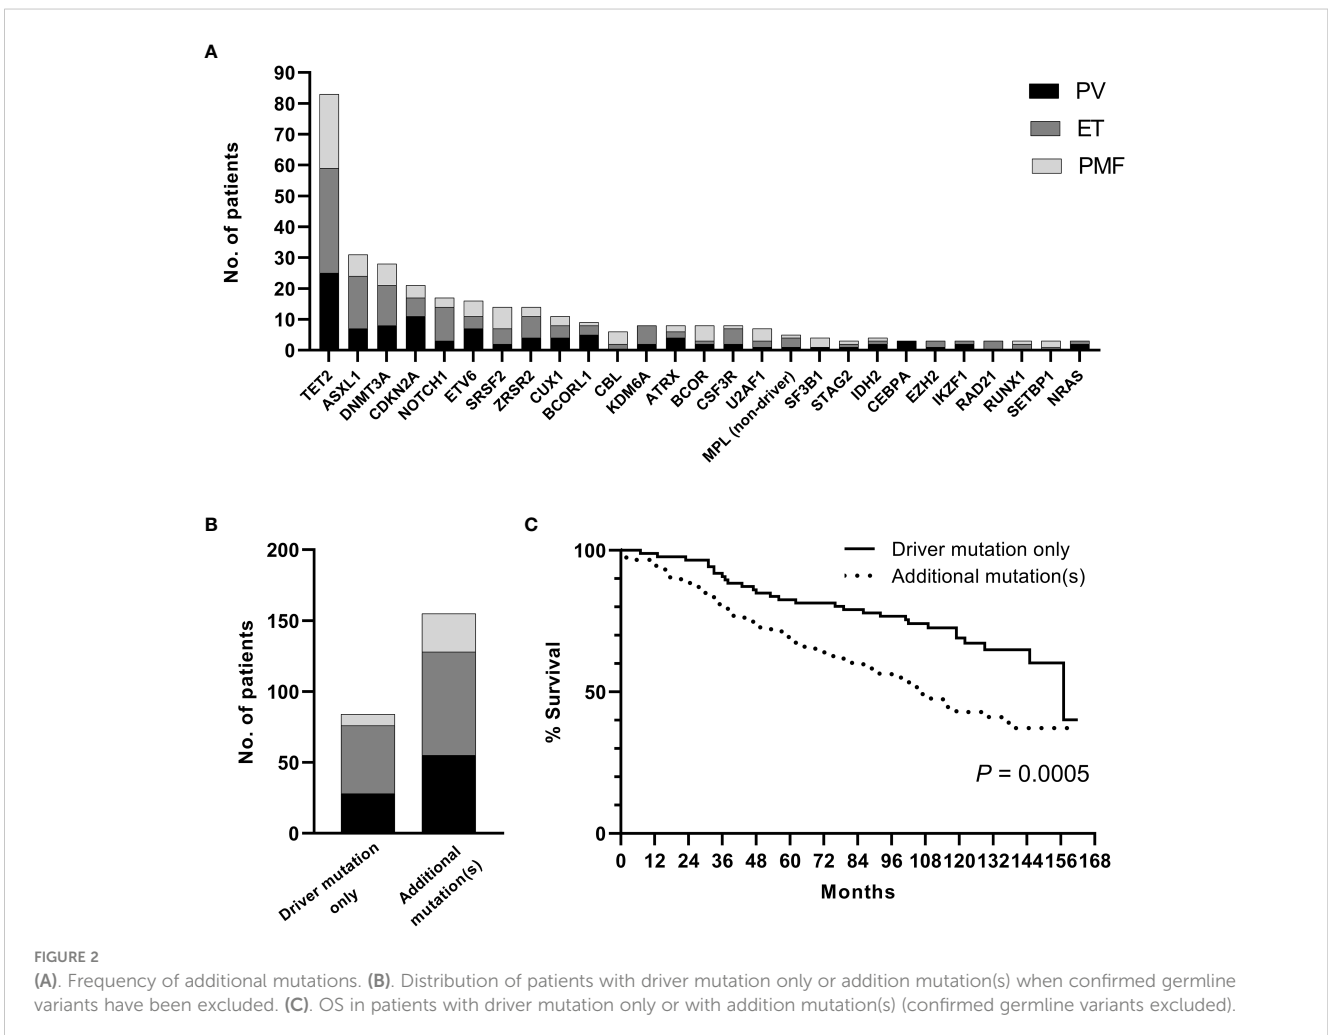 A
90
80
70
60
50
40
30
20
10
0
No. of patients
PV
ET
PMF
TET2
ASXL1
DNMT3A
CDKN2A
NOTCH1
ETV6
SRSF2
ZRSR2
CUX1
BCORL1
CBL
KDM6A
ATRX
BCOR
CSF3R
U2AF1
MPL (non-driver)
SF3B1
STAG2
IDH2
CEBPA
EZH2
IKZF1
RAD21
RUNX1
SETBP1
NRAS
B
200
150
100
50
0
No. of patients
Driver mutation
only
Additional
mutation(s)
C
100
50
0
% Survival
Driver mutation only
Additional mutation(s)
P = 0.0005
0 12 24 36 48 60 72 84 96 108 120 132 144 156 168
Months
FIGURE 2
(A). Frequency of additional mutations. (B). Distribution of patients with driver mutation only or addition mutation(s) when confirmed germline
variants have been excluded. (C). OS in patients with driver mutation only or with addition mutation(s) (confirmed germline variants excluded).